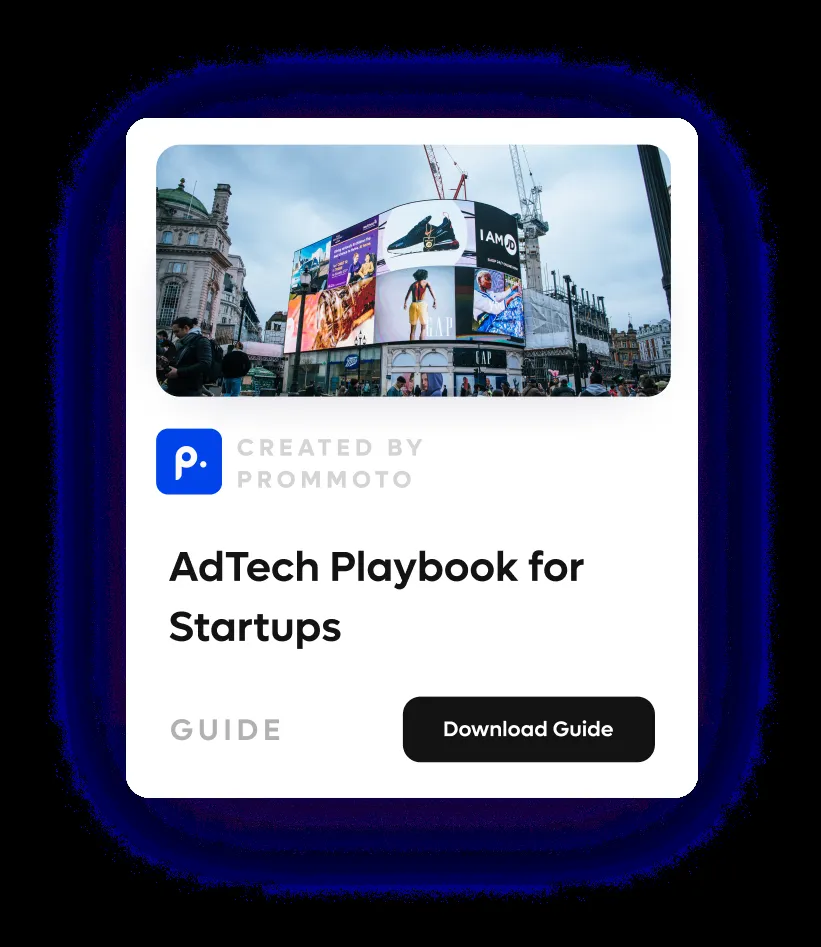 I AM JD
GAP
GAP
CREATED BY
PROMMOTO
AdTech Playbook for
Startups
GUIDE
Download Guide